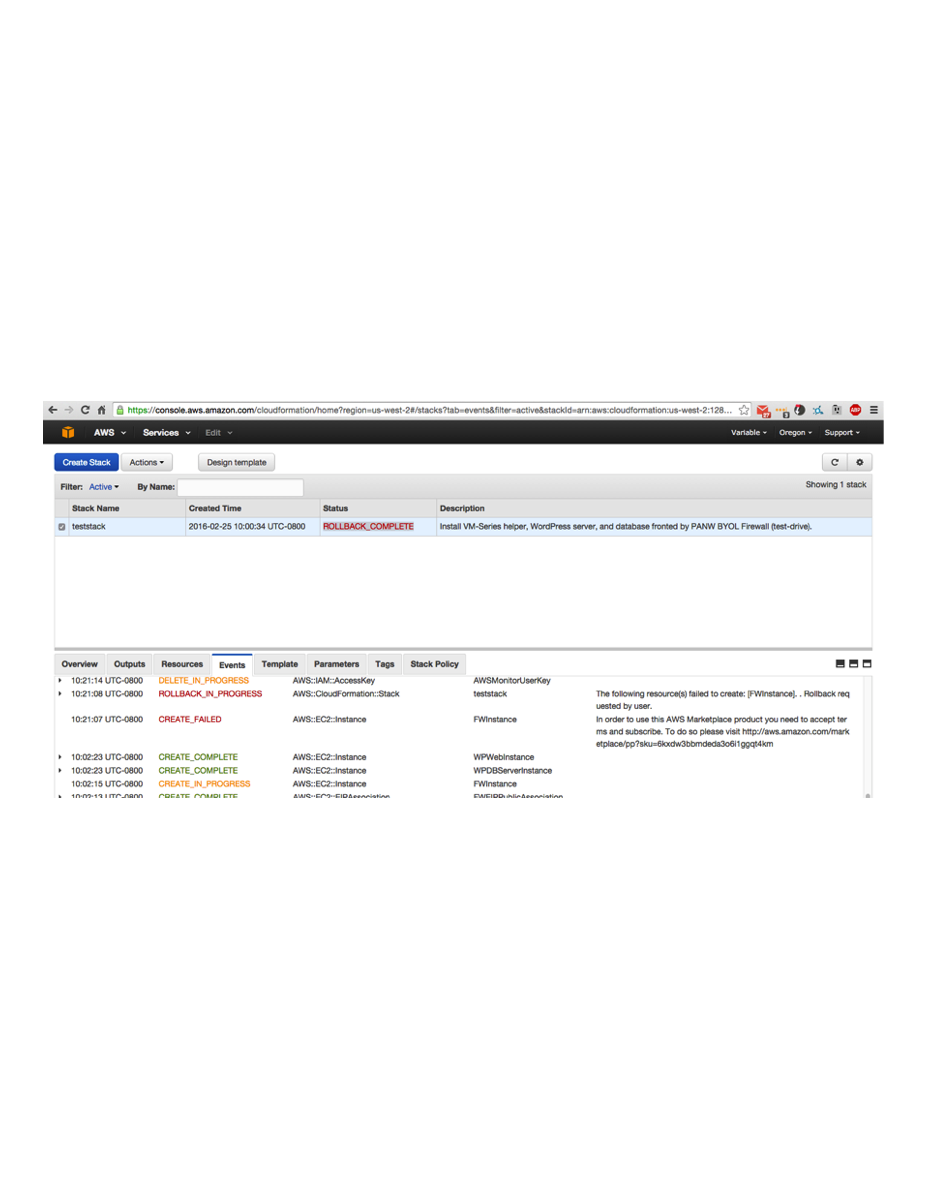 https://console.aws.amazon.com/cloudformation/home?region=us-west-2#/stacks?tab=events&filter=active&stackId=arn:aws:cloudformation:us-west-2:128...
AWS Services Edit Variable Oregon Support
Create Stack Actions Design template
Filter: Active By Name: Showing 1 stack
Stack Name Created Time Status Description
teststack 2016-02-25 10:00:34 UTC-0800 ROLLBACK_COMPLETE Install VM-Series helper, WordPress server, and database fronted by PANW BYOL Firewall (test-drive).
Overview Outputs Resources Events Template Parameters Tags Stack Policy
10:21:14 UTC-0800 DELETE_IN_PROGRESS AWS::IAM::AccessKey AWSMonitorUserKey
10:21:08 UTC-0800 ROLLBACK_IN_PROGRESS AWS::CloudFormation::Stack teststack The following resource(s) failed to create: [FWInstance]. . Rollback req
uested by user.
10:21:07 UTC-0800 CREATE_FAILED AWS::EC2::Instance FWInstance In order to use this AWS Marketplace product you need to accept ter
ms and subscribe. To do so please visit http://aws.amazon.com/mark
etplace/pp?sku=6kxdw3bbmdeda3o6i1ggqt4km
10:02:23 UTC-0800 CREATE_COMPLETE AWS::EC2::Instance WPWebInstance
10:02:23 UTC-0800 CREATE_COMPLETE AWS::EC2::Instance WPDBServerInstance
10:02:15 UTC-0800 CREATE_IN_PROGRESS AWS::EC2::Instance FWInstance
10:02:13 UTC-0800 CREATE_COMPLETE AWS::EC2::EIPAssociation FWEIPPublicAssociation